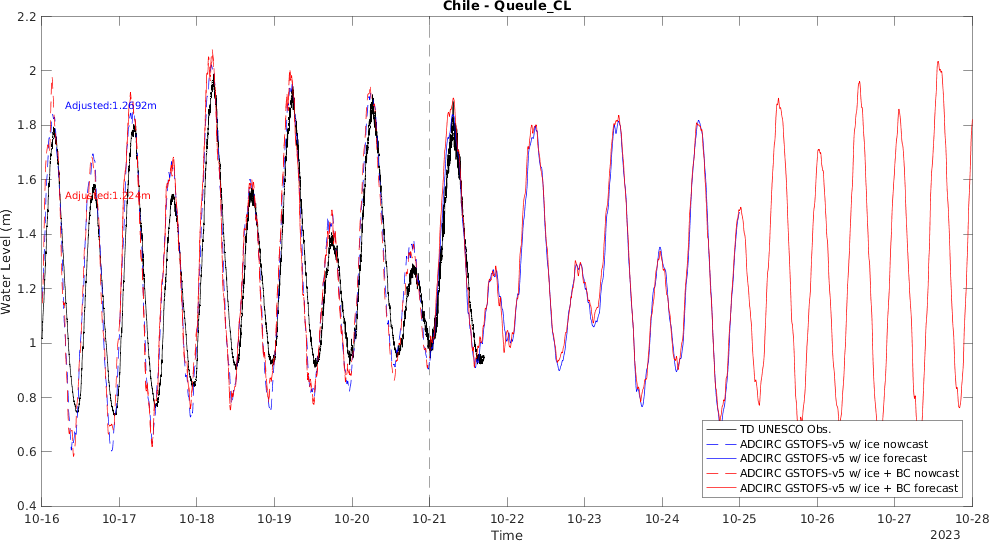 Chile - Queule_CL
2.2
2
1.8
1.6
1.4
1.2
1
0.8
0.6
0.4
Water Level (m)
Adjusted:1.2692m
Adjusted:1.224m
10-16
10-17
10-18
10-19
10-20
10-21
10-22
10-23
10-24
10-25
10-26
10-27
10-28
Time
2023
TD UNESCO Obs.
ADCIRC GSTOFS-v5 w/ ice nowcast
ADCIRC GSTOFS-v5 w/ ice forecast
ADCIRC GSTOFS-v5 w/ ice + BC nowcast
ADCIRC GSTOFS-v5 w/ ice + BC forecast